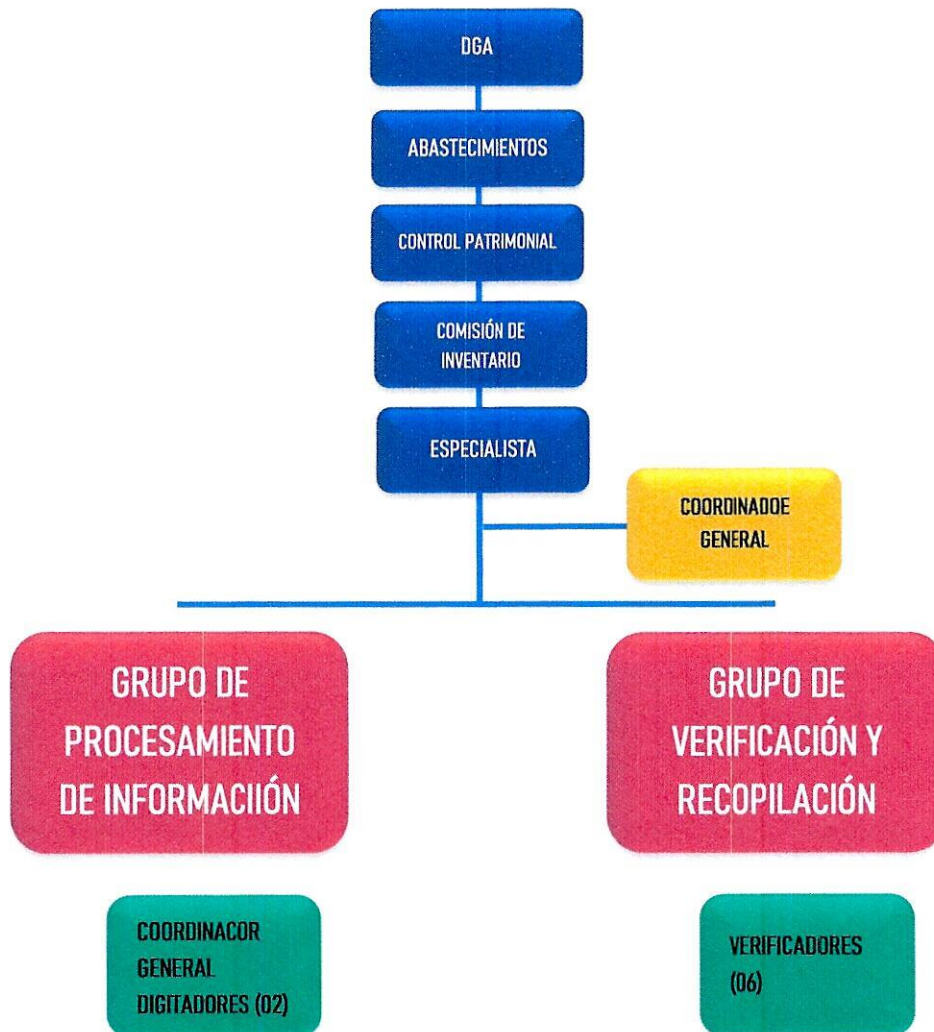 DGA
ABASTECIMIENTOS
CONTROL PATRIMONIAL
COMISIÓN DE
INVENTARIO
ESPECIALISTA
COORDINADOE
GENERAL
GRUPO DE
PROCESAMIENTO
DE INFORMACIIÓN
GRUPO DE
VERIFICACIÓN Y
RECOPILACIÓN
COORDINACOR
GENERAL
DIGITADORES (02)
VERIFICADORES
(06)